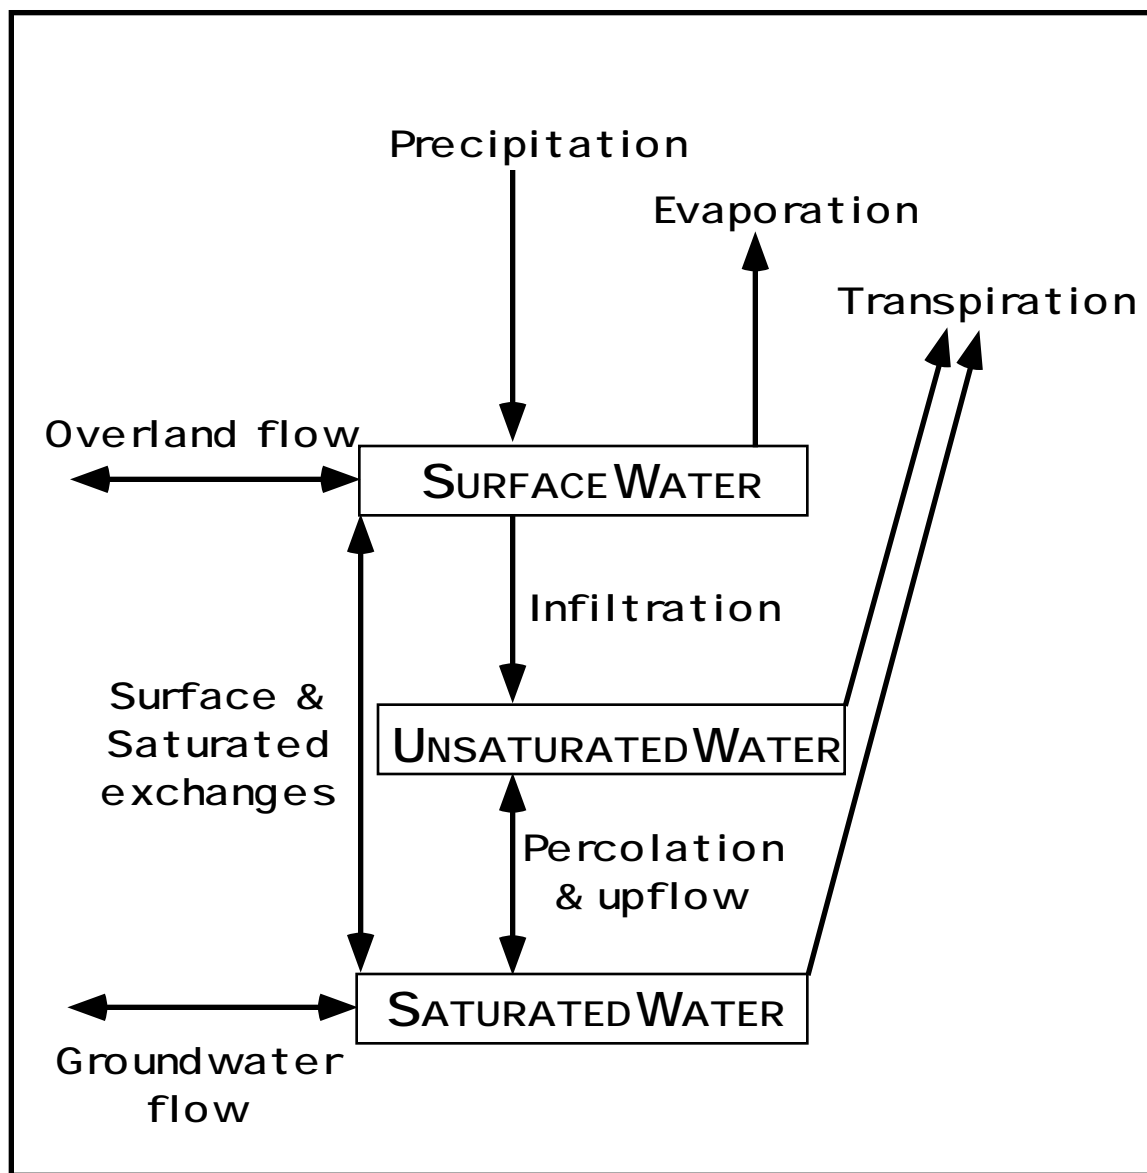 Precipitation
Evaporation
Transpiration
Overland flow
SURFACE WATER
Infiltration
Surface &
Saturated
exchanges
UNSATURATED WATER
Percolation
& upflow
SATURATED WATER
Groundwater
flow